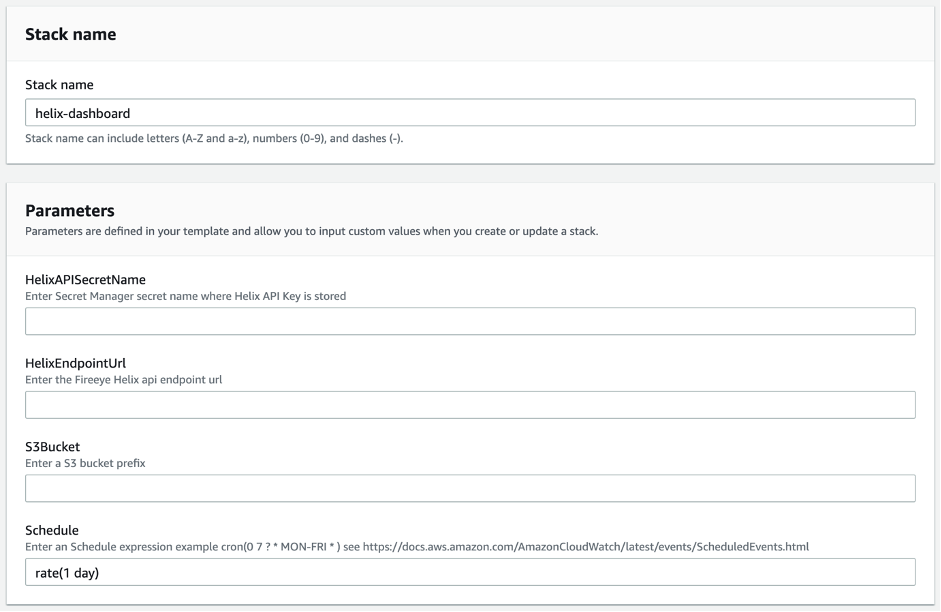 Stack name
Stack name
helix-dashboard
Stack name can include letters (A-Z and a-z), numbers (0-9), and dashes (-).
Parameters
Parameters are defined in your template and allow you to input custom values when you create or update a stack.
HelixAPISecretName
Enter Secret Manager secret name where Helix API Key is stored
HelixEndpointUrl
Enter the Fireeye Helix api endpoint url
S3Bucket
Enter a S3 bucket prefix
Schedule
Enter an Schedule expression example cron(0 7 ? * MON-FRI * ) see https://docs.aws.amazon.com/AmazonCloudWatch/latest/events/ScheduledEvents.html
rate(1 day)